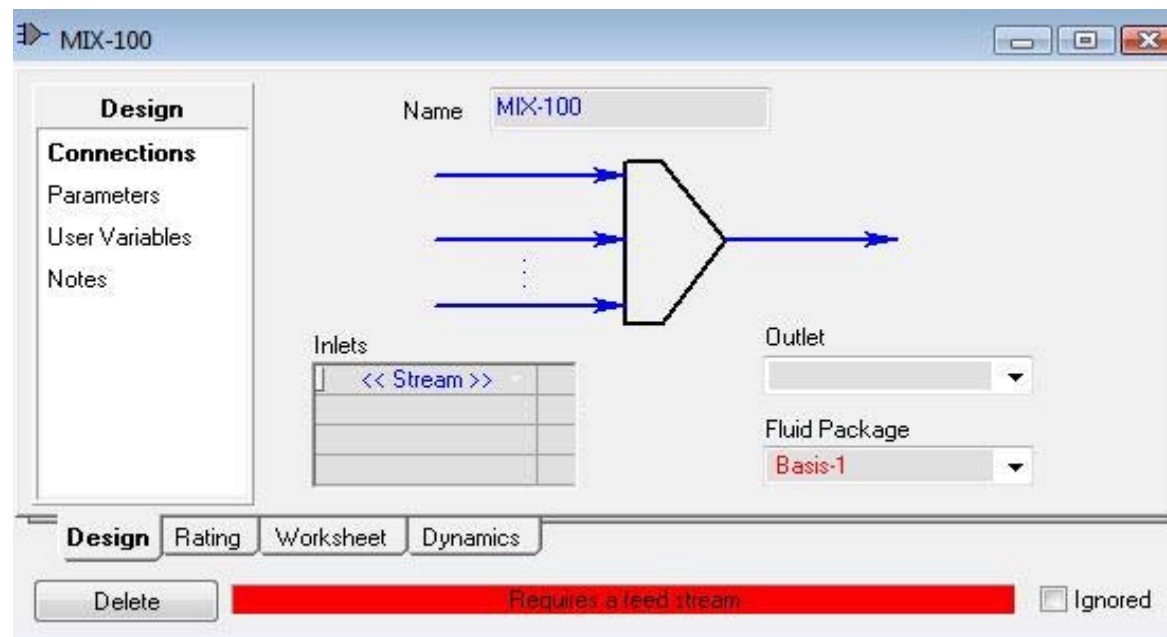 MIX-100
Design
Connections
Parameters
User Variables
Notes
Name MIX-100
Inlets
<< Stream >>
Outlet
Fluid Package
Basis-1
Design Rating Worksheet Dynamics
Delete Requires a feed stream Ignored